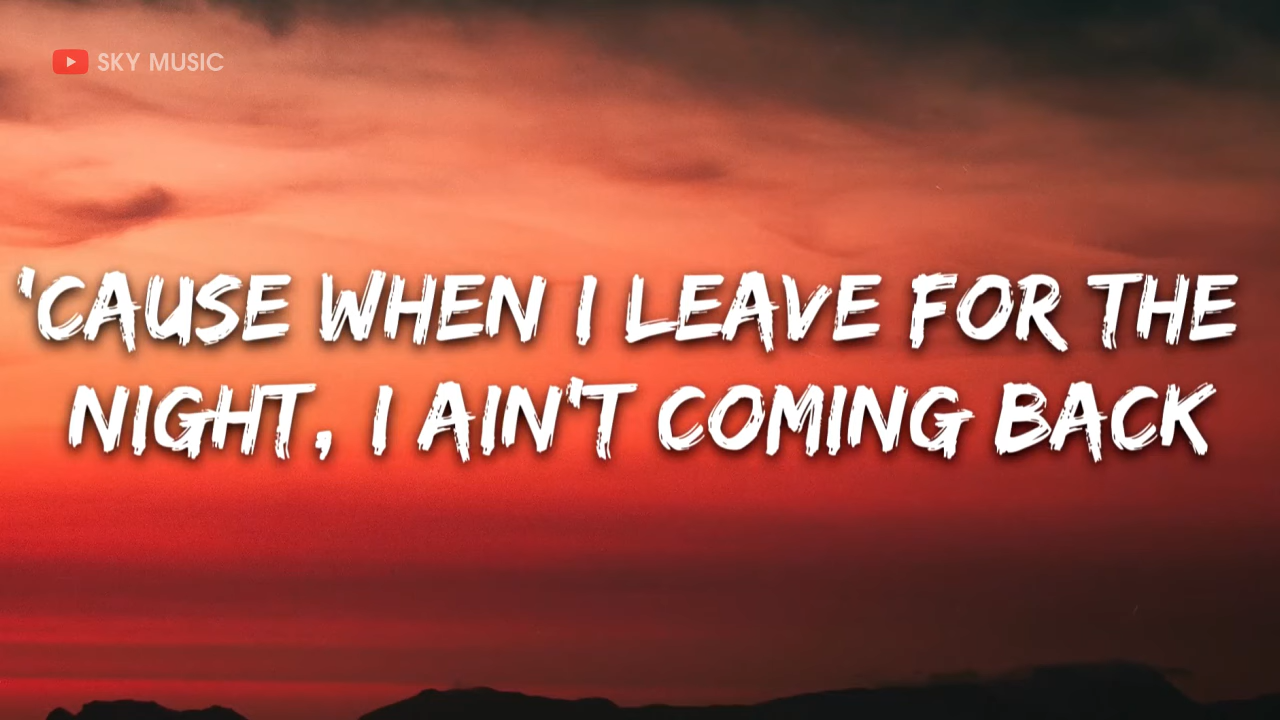 SKY MUSIC
'CAUSE WHEN I LEAVE FOR THE
NIGHT, I AIN'T COMING BACK